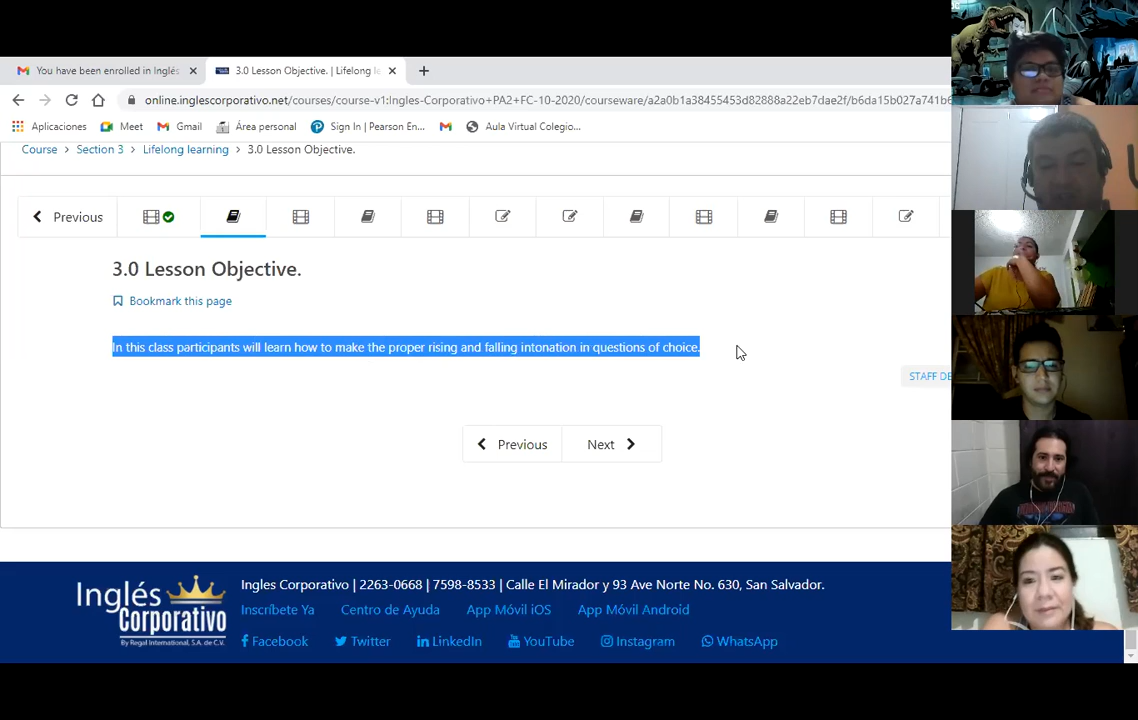 You have been enrolled in Inglés
3.0 Lesson Objective. | Lifelong le
online.inglescorporativo.net/courses/course-v1:Ingles-Corporativo+PA2+FC-10-2020/courseware/a2a0b1a38455453d82888a22eb7dae2f/b6da15b027a741b6
Aplicaciones Meet Gmail Área personal Sign In | Pearson En... Aula Virtual Colegio...
Course > Section 3 > Lifelong learning > 3.0 Lesson Objective.
Previous
3.0 Lesson Objective.
Bookmark this page
In this class participants will learn how to make the proper rising and falling intonation in questions of choice.
STAFF DE
Previous Next
Inglés Corporativo
By Regal International, S.A. de C.V.
Ingles Corporativo | 2263-0668 | 7598-8533 | Calle El Mirador y 93 Ave Norte No. 630, San Salvador.
Inscríbete Ya Centro de Ayuda App Móvil iOS App Móvil Android
Facebook Twitter LinkedIn YouTube Instagram WhatsApp